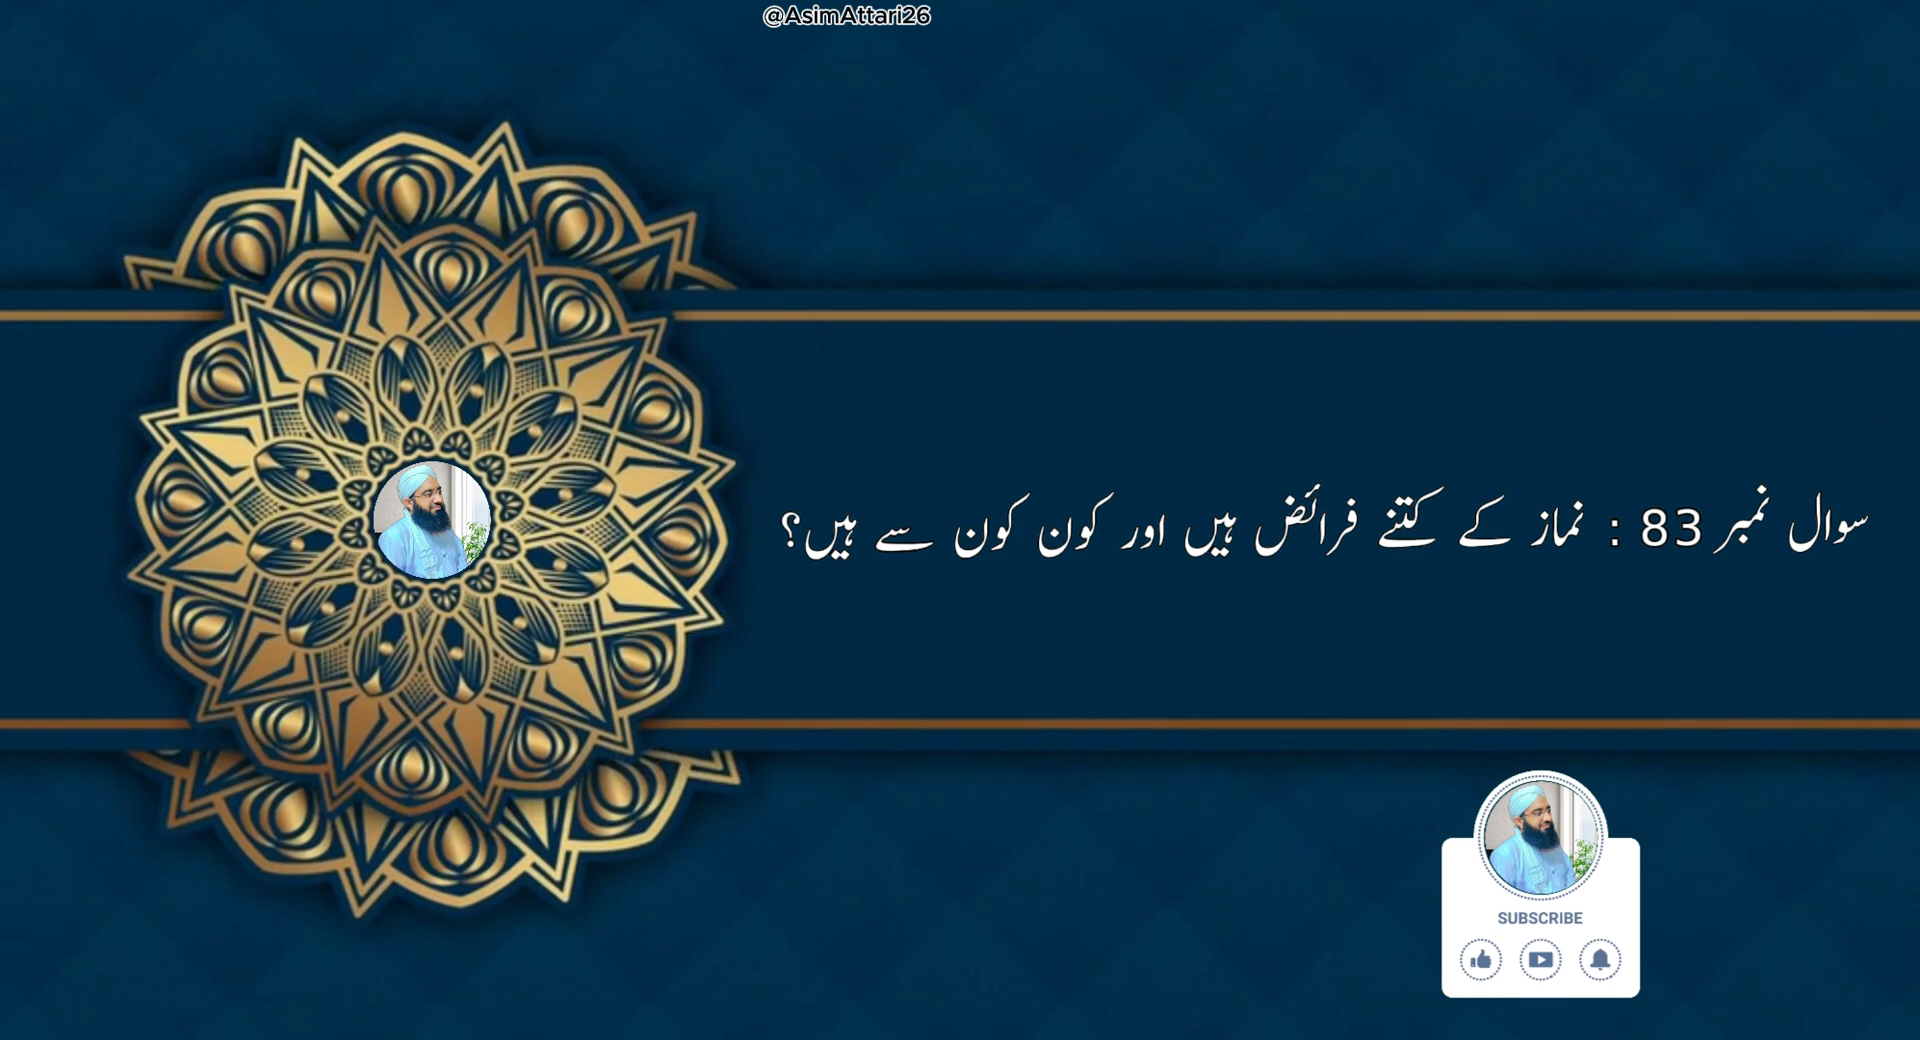 @AsimAttari26
سوال نمبر 83 : نماز کے کتنے فرائض ہیں اور کون کون سے ہیں؟
SUBSCRIBE